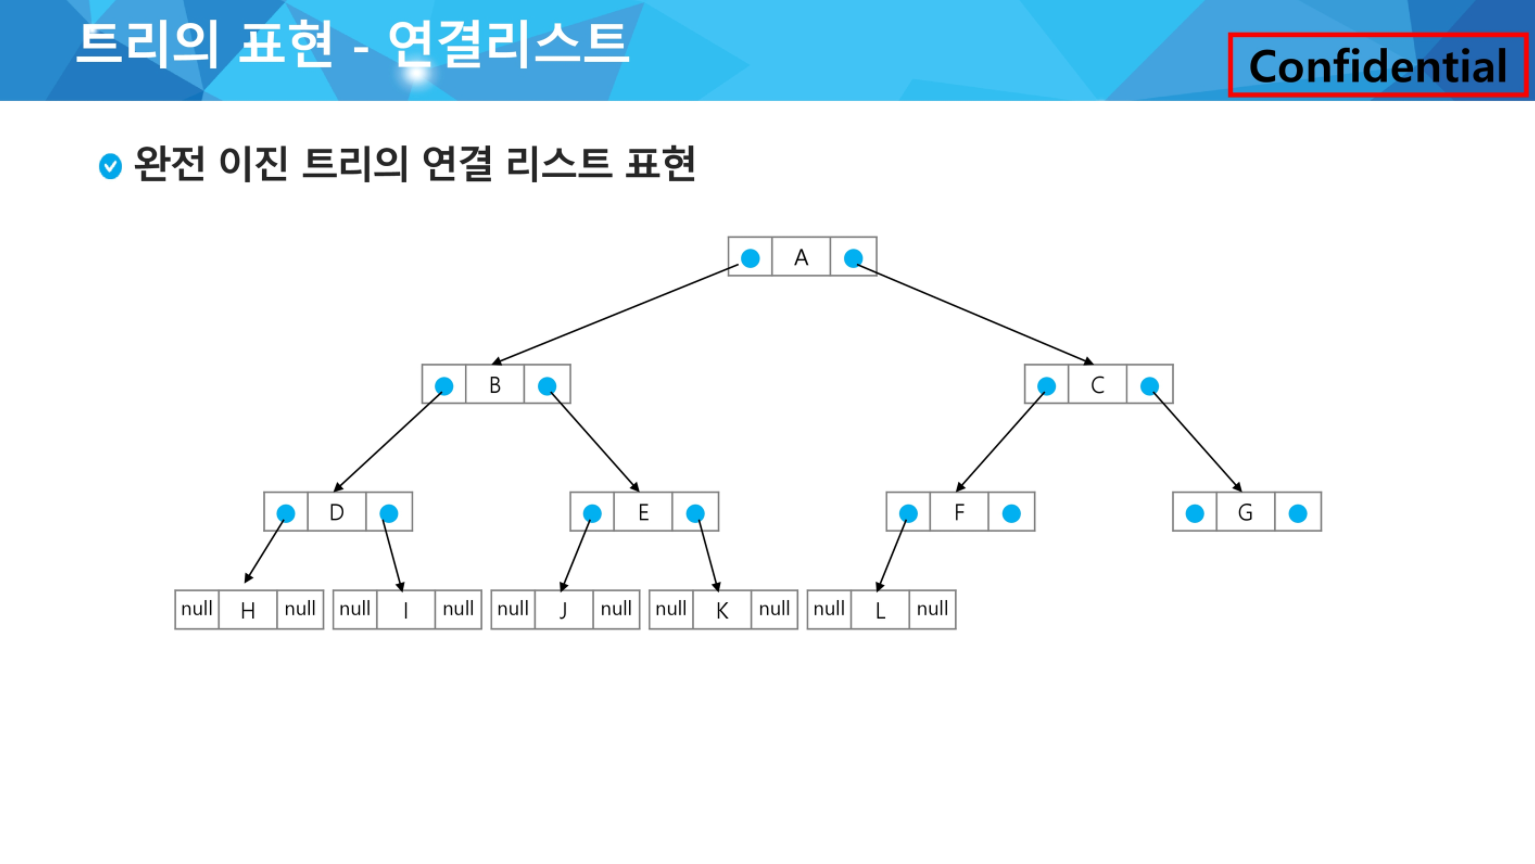 트리의 표현 - 연결리스트
Confidential
완전 이진 트리의 연결 리스트 표현
A
B
C
D
E
F
G
null H null
null I null
null J null
null K null
null L null